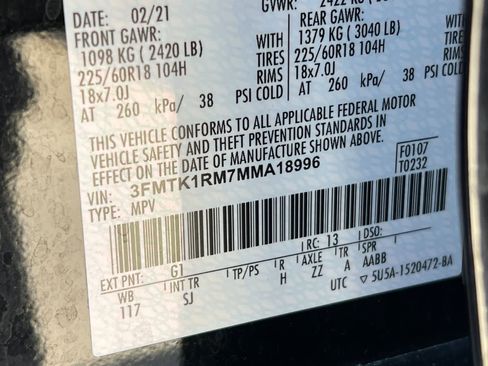 DATE: 02/21
GVWR:
FRONT GAWR:
REAR GAWR:
1098 KG ( 2420 LB) WITH
1379 KG ( 3040 LB) WITH
225/60R18 104H TIRES
225/60R18 104H TIRES
18x7.0J RIMS
18x7.0J RIMS
AT 260 kPa/ 38 PSI COLD
AT 260 kPa/ 38 PSI COLD
THIS VEHICLE CONFORMS TO ALL APPLICABLE FEDERAL MOTOR
VEHICLE SAFETY AND THEFT PREVENTION STANDARDS IN
EFFECT ON THE DATE OF MANUFACTURE SHOWN ABOVE.
VIN: 3FMTK1RM7MMA18996
TYPE: MPV
F0107
T0232
EXT PNT: G1 RC: 13 DSO:
WB INT TR TP/PS R AXLE TR SPR
117 SJ H ZZ A AABB
UTC ▽5U5A-1520472-BA